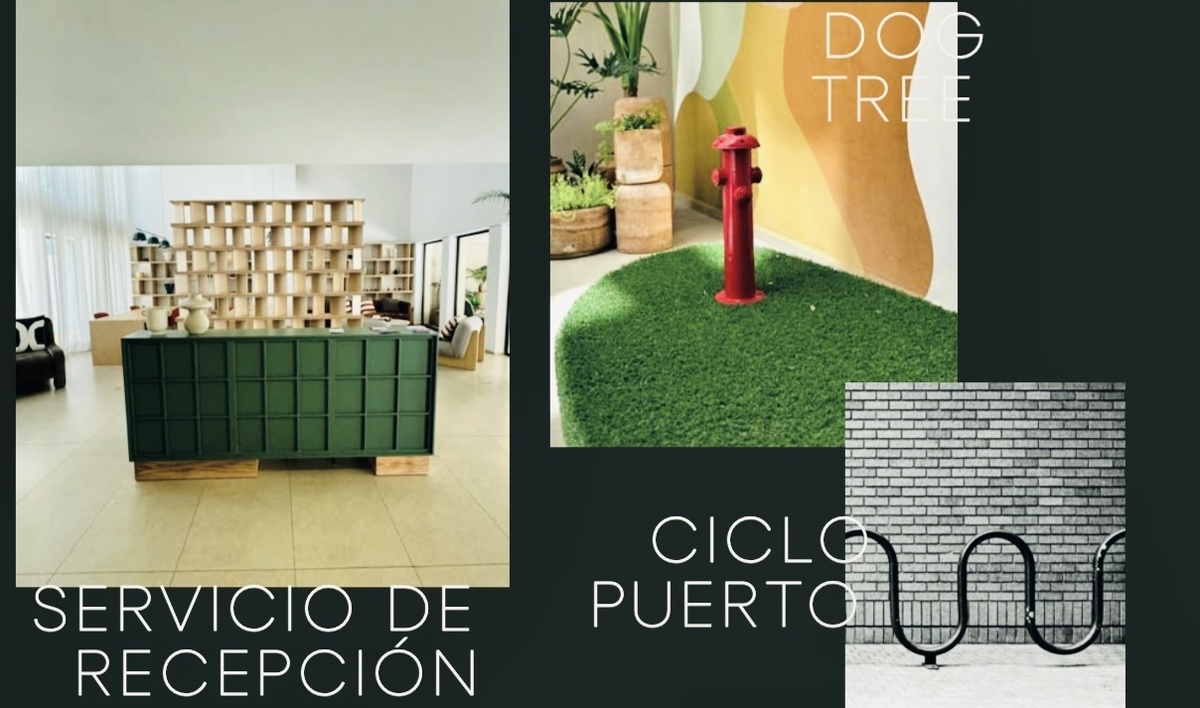 DOG
TREE
CICLO
PUERTO
SERVICIO DE
RECEPCIÓN